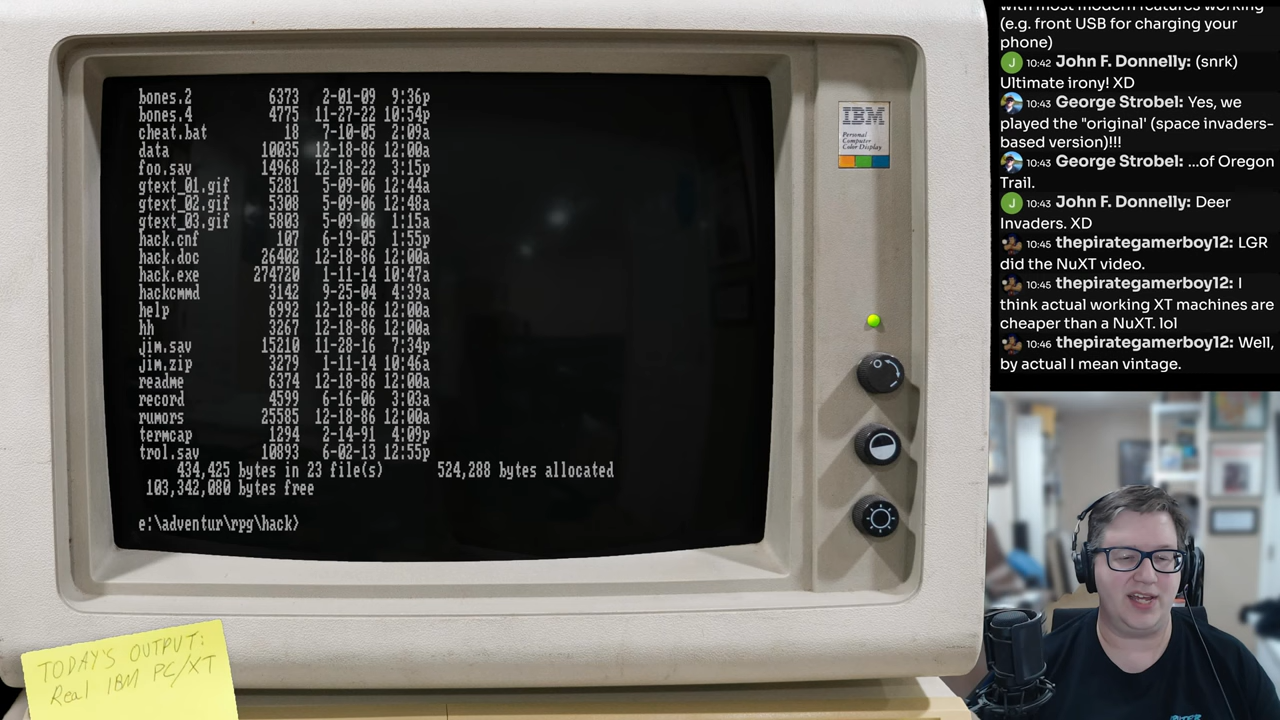 bones.2 6373 2-01-09 9:36p
bones.4 4775 11-27-22 10:54p
cheat.bat 18 7-10-05 2:09a
data 10035 12-18-86 12:00a
foo.sav 14968 12-18-22 3:15p
gtext_01.gif 5281 5-09-06 12:44a
gtext_02.gif 5308 5-09-06 12:48a
gtext_03.gif 5803 5-09-06 1:15a
hack.cnf 107 6-19-05 1:55p
hack.doc 26402 12-18-86 12:00a
hack.exe 274720 1-11-14 10:47a
hackcmmd 3142 9-25-04 4:39a
help 6992 12-18-86 12:00a
hh 3267 12-18-86 12:00a
jim.sav 15210 11-28-16 7:34p
jim.zip 3279 1-11-14 10:46a
readme 6374 12-18-86 12:00a
record 4599 6-16-06 3:03a
rumors 25585 12-18-86 12:00a
termcap 1294 2-14-91 4:09p
trol.sav 10893 6-02-13 12:55p
434,425 bytes in 23 file(s) 524,288 bytes allocated
103,342,080 bytes free
e:\adventur\rpg\hack>
IBM
Personal
Computer
Color Display
TODAY'S OUTPUT:
Real IBM PC/XT
with most modern features working
(e.g. front USB for charging your
phone)
J 10:42 John F. Donnelly: (snrk)
Ultimate irony! XD
10:43 George Strobel: Yes, we
played the "original' (space invaders-
based version)!!!
10:43 George Strobel: ...of Oregon
Trail.
J 10:43 John F. Donnelly: Deer
Invaders. XD
10:45 thepirategamerboy12: LGR
did the NuXT video.
10:45 thepirategamerboy12: I
think actual working XT machines are
cheaper than a NuXT. lol
10:46 thepirategamerboy12: Well,
by actual I mean vintage.